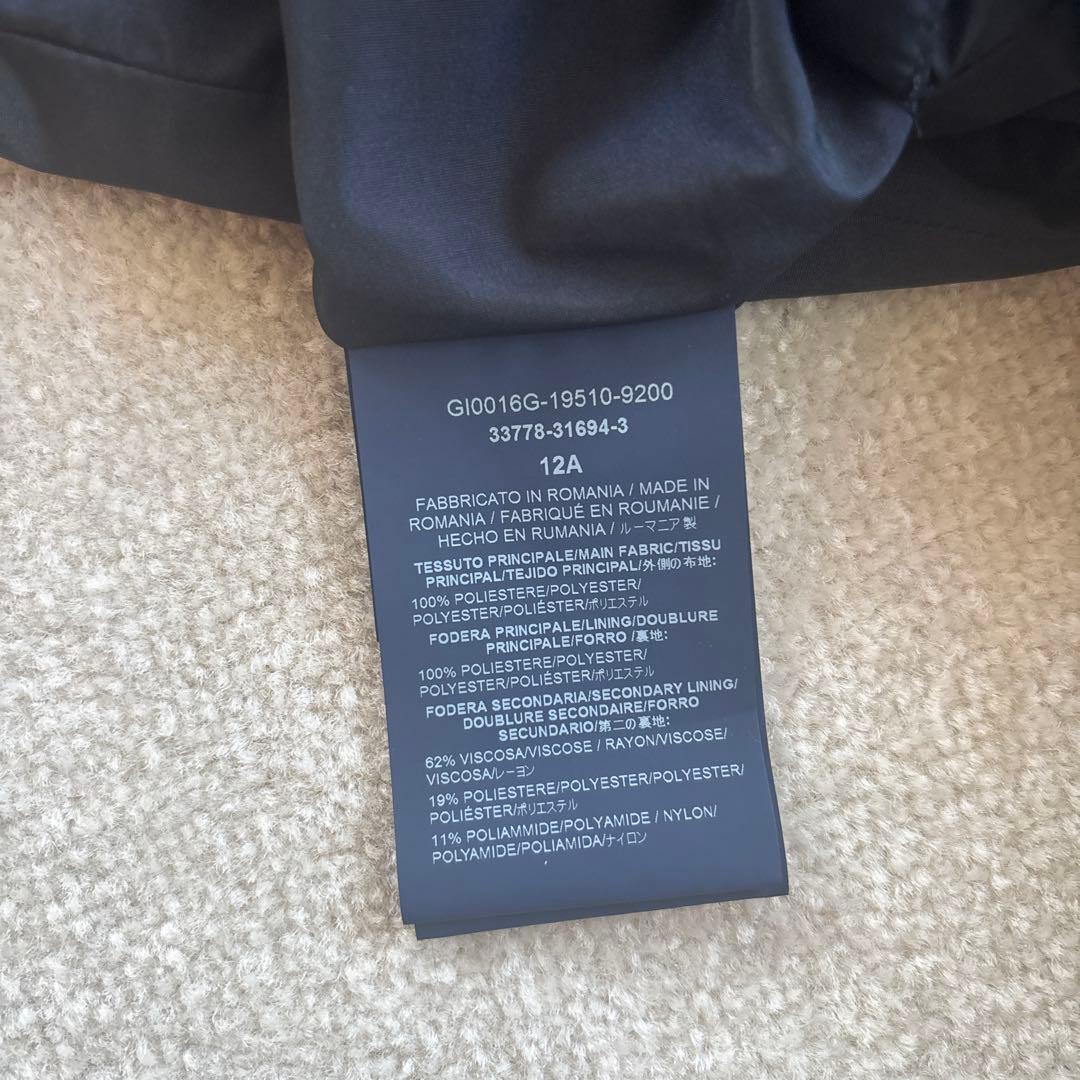 GI0016G-19510-9200
33778-31694-3
12A
FABBRICATO IN ROMANIA / MADE IN
ROMANIA / FABRIQUÉ EN ROUMANIE /
HECHO EN RUMANIA / ルーマニア製
TESSUTO PRINCIPALE/MAIN FABRIC/TISSU
PRINCIPAL/TEJIDO PRINCIPAL/外側の布地:
100% POLIESTERE/POLYESTER/
POLYESTER/POLIÉSTER/ポリエステル
FODERA PRINCIPALE/LINING/DOUBLURE
PRINCIPALE/FORRO /裏地:
100% POLIESTERE/POLYESTER/
POLYESTER/POLIÉSTER/ポリエステル
FODERA SECONDARIA/SECONDARY LINING/
DOUBLURE SECONDAIRE/FORRO
SECUNDARIO/第二の裏地:
62% VISCOSA/VISCOSE / RAYON/VISCOSE/
VISCOSA/レーヨン
19% POLIESTERE/POLYESTER/POLYESTER/
POLIÉSTER/ポリエステル
11% POLIAMMIDE/POLYAMIDE / NYLON/
POLYAMIDE/POLIAMIDA/ナイロン